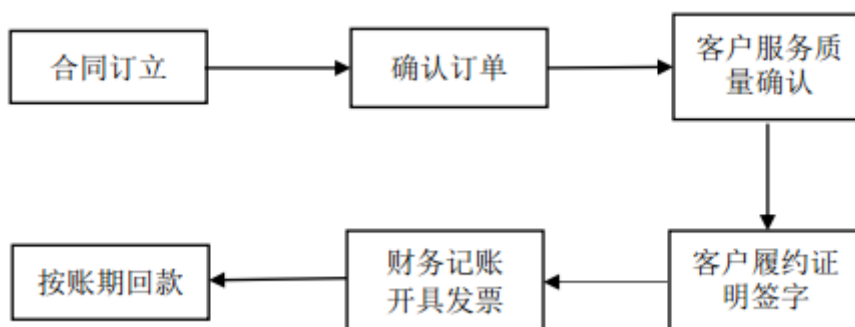 合同订立
确认订单
客户服务质
量确认
客户履约证
明签字
财务记账
开具发票
按账期回款